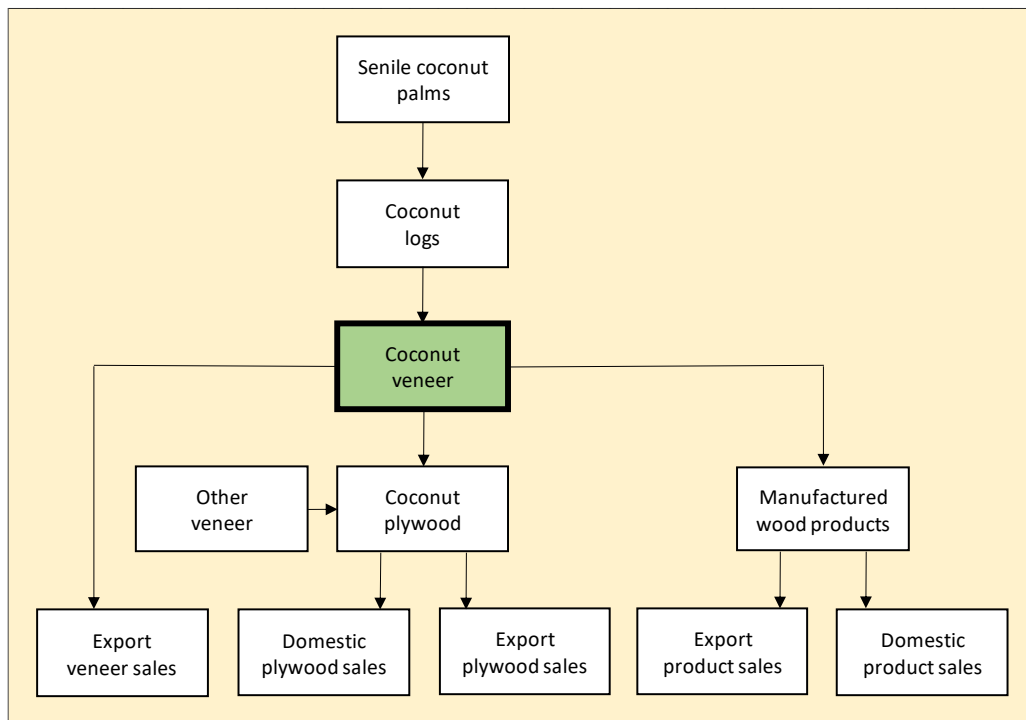 Senile coconut
palms
Coconut
logs
Coconut
veneer
Other
veneer
Coconut
plywood
Manufactured
wood products
Export
veneer sales
Domestic
plywood sales
Export
plywood sales
Export
product sales
Domestic
product sales